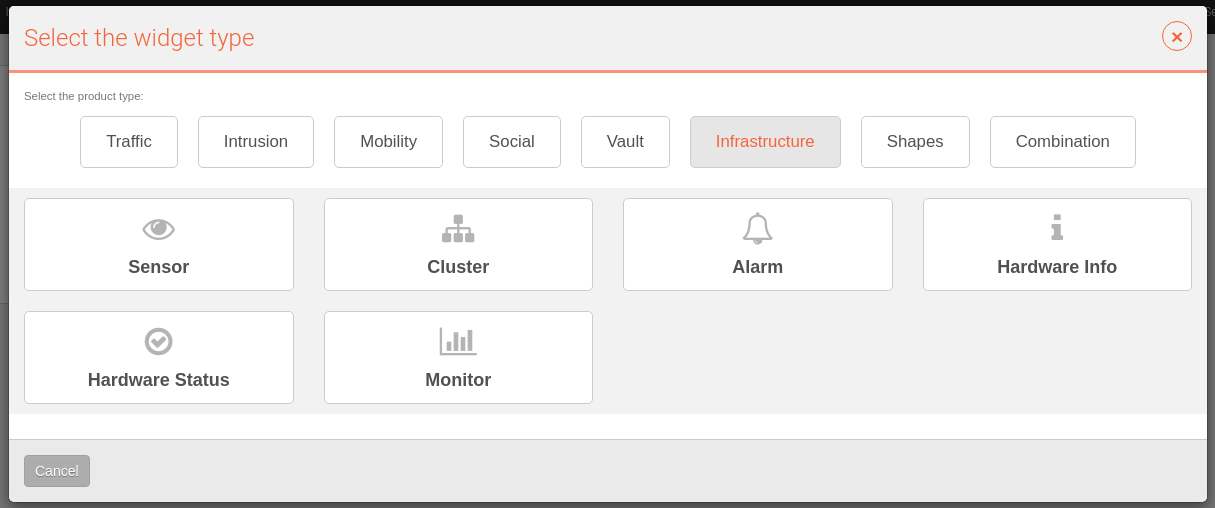 Select the widget type
Select the product type:
Traffic Intrusion Mobility Social Vault Infrastructure Shapes Combination
Sensor Cluster Alarm Hardware Info
Hardware Status Monitor
Cancel